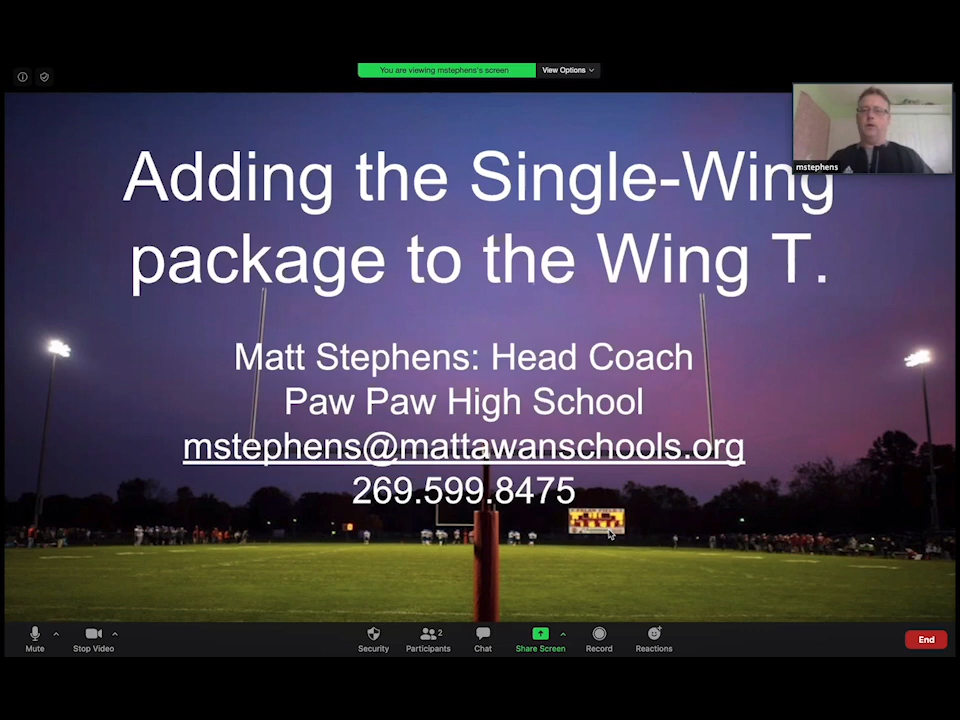 You are viewing mstephens's screen
View Options
mstephens
Adding the Single-Wing
package to the Wing T.
Matt Stephens: Head Coach
Paw Paw High School
mstephens@mattawanschools.org
269.599.8475
Mute
Stop Video
Security
Participants
2
Chat
Share Screen
Record
Reactions
End